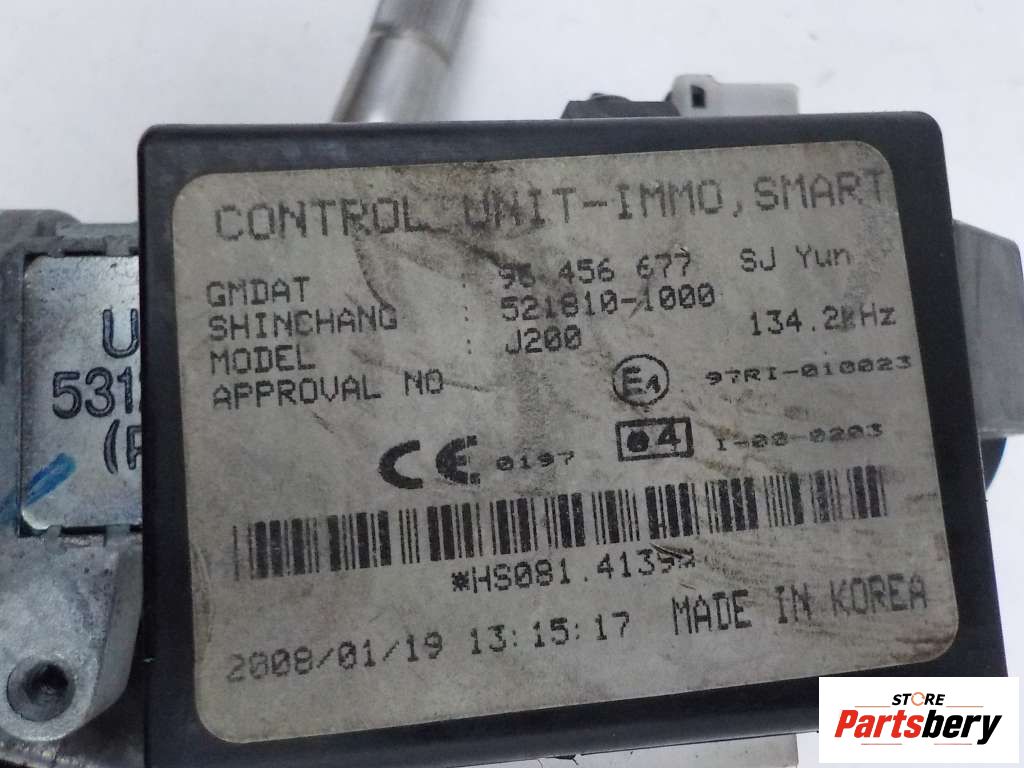 CONTROL UNIT-IMMO, SMART
GMDAT : 96 456 677 SJ Yun
SHINCHANG : 521810-1000
MODEL J200 134.2kHz
APPROVAL NO E4 97RI-010023
CE 0197 e4 I-00-0203
*HS081.4139*
2008/01/19 13:15:17 MADE IN KOREA
STORE
Partsbery